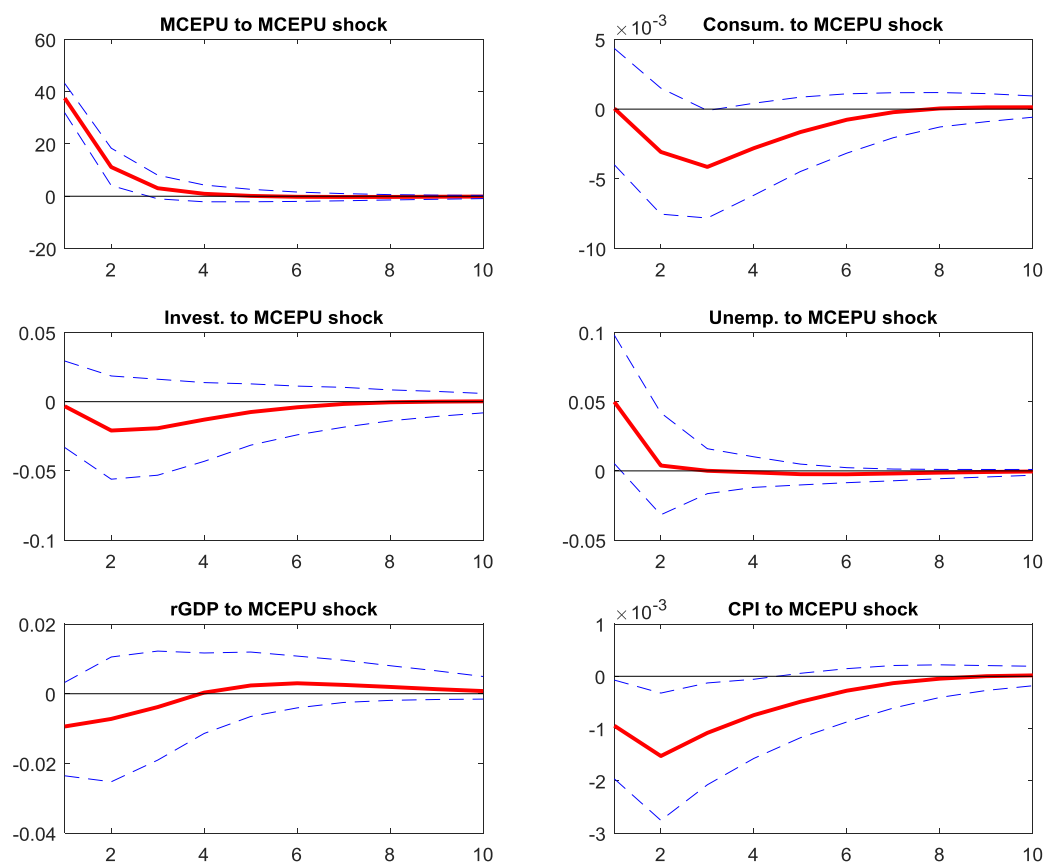 MCEPU to MCEPU shock
60
40
20
0
-20
2 4 6 8 10
Consum. to MCEPU shock
× 10-3
5
0
-5
-10
2 4 6 8 10
Invest. to MCEPU shock
0.05
0
-0.05
-0.1
2 4 6 8 10
Unemp. to MCEPU shock
0.1
0.05
0
-0.05
2 4 6 8 10
rGDP to MCEPU shock
0.02
0
-0.02
-0.04
2 4 6 8 10
CPI to MCEPU shock
× 10-3
1
0
-1
-2
-3
2 4 6 8 10